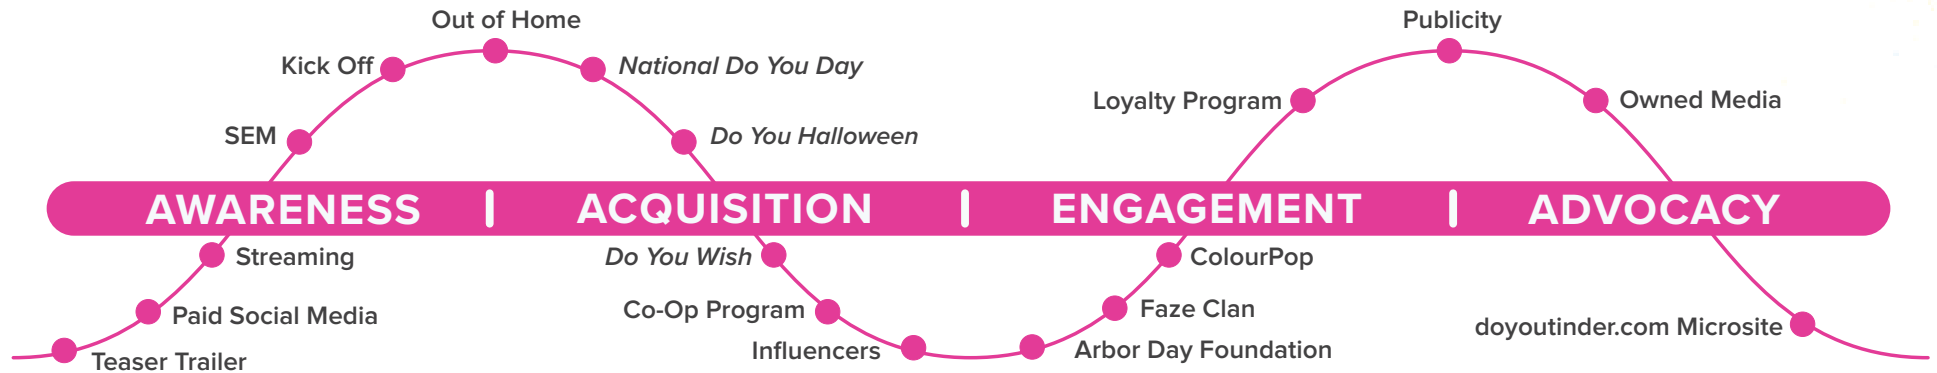 Out of Home
Publicity
Kick Off
National Do You Day
Loyalty Program
Owned Media
SEM
Do You Halloween
AWARENESS | ACQUISITION | ENGAGEMENT | ADVOCACY
Streaming
Do You Wish
ColourPop
Paid Social Media
Co-Op Program
Faze Clan
doyoutinder.com Microsite
Teaser Trailer
Influencers
Arbor Day Foundation